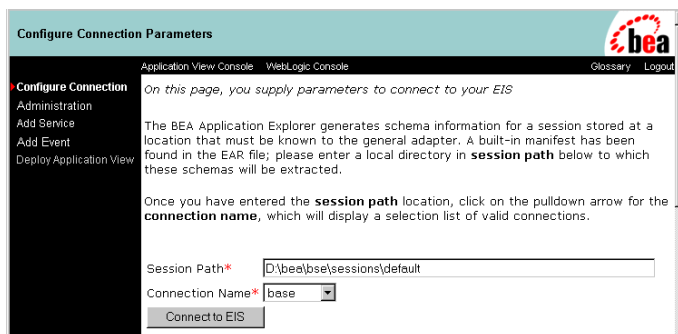 Configure Connection Parameters
bea
Application View Console WebLogic Console Glossary Logout
Configure Connection
Administration
Add Service
Add Event
Deploy Application View
On this page, you supply parameters to connect to your EIS
The BEA Application Explorer generates schema information for a session stored at a
location that must be known to the general adapter. A built-in manifest has been
found in the EAR file; please enter a local directory in session path below to which
these schemas will be extracted.
Once you have entered the session path location, click on the pulldown arrow for the
connection name, which will display a selection list of valid connections.
Session Path* D:\bea\bse\sessions\default
Connection Name* base
Connect to EIS